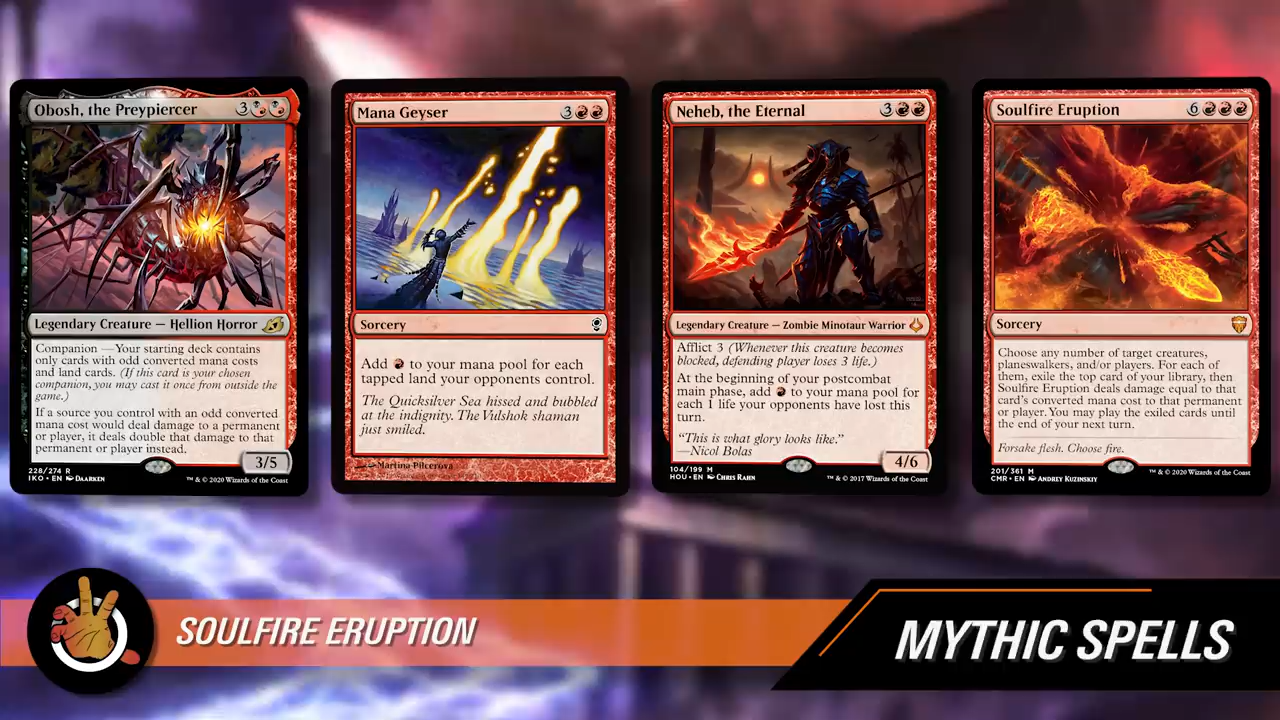 Obosh, the Preypiercer 3
Legendary Creature — Hellion Horror
Companion — Your starting deck contains
only cards with odd converted mana costs
and land cards. (If this card is your chosen
companion, you may cast it once from outside the
game.)
If a source you control with an odd converted
mana cost would deal damage to a permanent
or player, it deals double that damage to that
permanent or player instead.
3/5
228/274 R
IKO • EN DAARKEN ™ & © 2020 Wizards of the Coast
Mana Geyser 3
Sorcery
Add to your mana pool for each
tapped land your opponents control.
The Quicksilver Sea hissed and bubbled
at the indignity. The Vulshok shaman
just smiled.
Martina Pilcerova
Neheb, the Eternal 3
Legendary Creature — Zombie Minotaur Warrior
Afflict 3 (Whenever this creature becomes
blocked, defending player loses 3 life.)
At the beginning of your postcombat
main phase, add to your mana pool for
each 1 life your opponents have lost this
turn.
“This is what glory looks like.”
—Nicol Bolas
4/6
104/199 M
HOU • EN CHRIS RAHN ™ & © 2017 Wizards of the Coast
Soulfire Eruption 6
Sorcery
Choose any number of target creatures,
planeswalkers, and/or players. For each of
them, exile the top card of your library, then
Soulfire Eruption deals damage equal to that
card's converted mana cost to that permanent
or player. You may play the exiled cards until
the end of your next turn.
Forsake flesh. Choose fire.
201/361 M
CMR • EN ANDREY KUZINSKIY ™ & © 2020 Wizards of the Coast
SOULFIRE ERUPTION
MYTHIC SPELLS